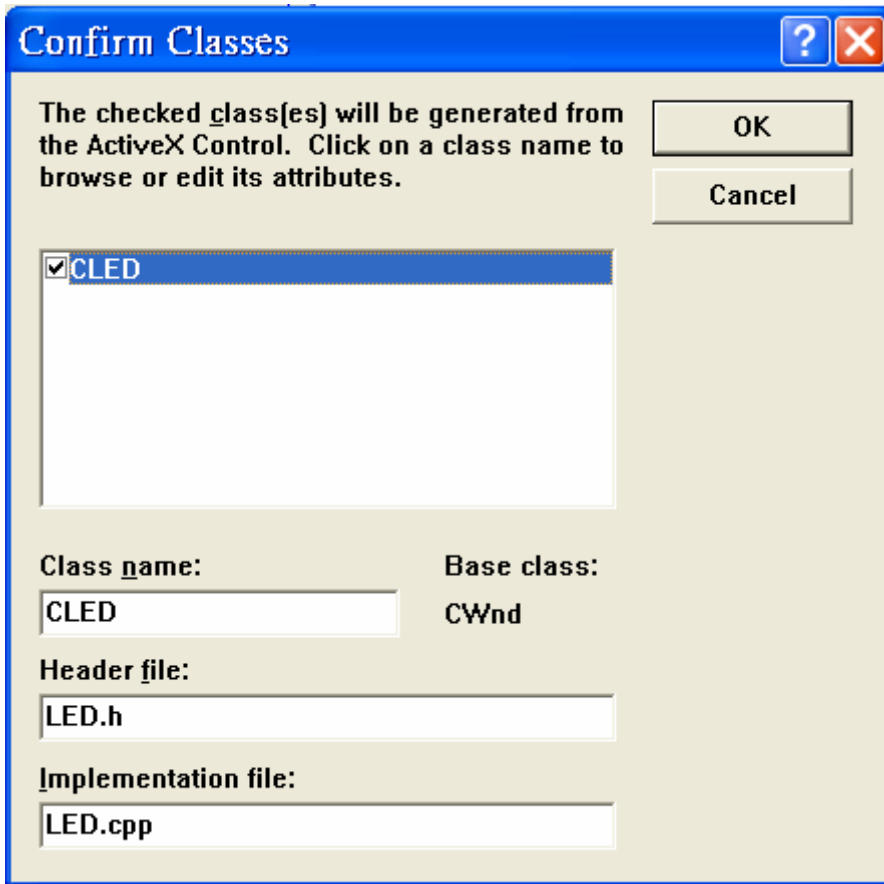 Confirm Classes
The checked class(es) will be generated from
the ActiveX Control. Click on a class name to
browse or edit its attributes.
OK
Cancel
CLED
Class name:
Base class:
CLED
CWnd
Header file:
LED.h
Implementation file:
LED.cpp